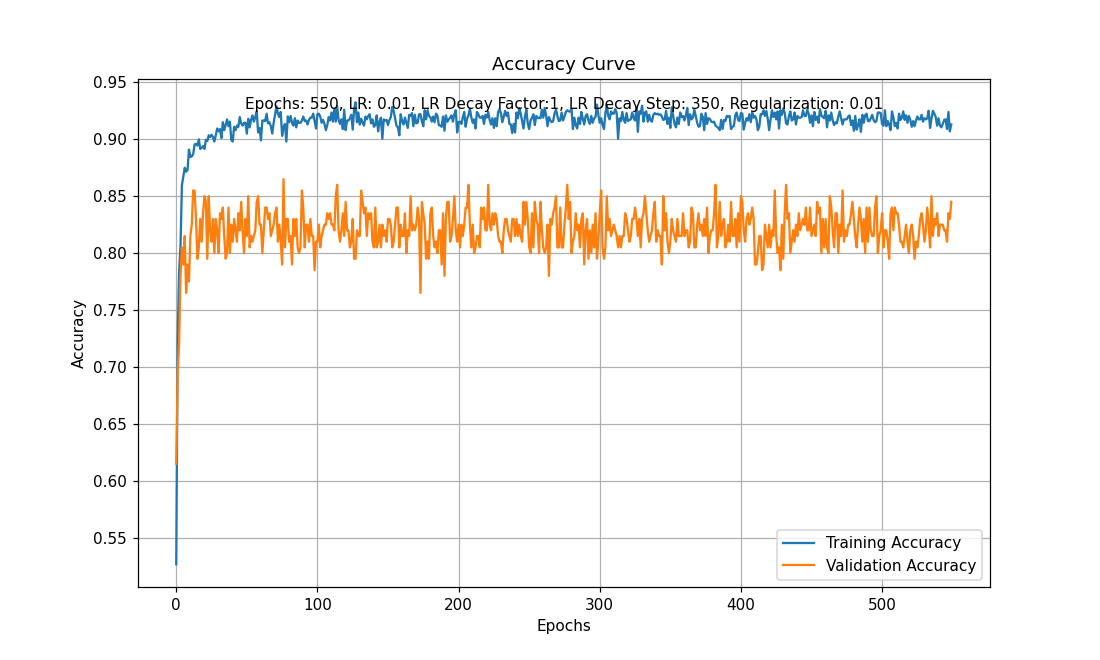 Accuracy Curve
Epochs: 550, LR: 0.01, LR Decay Factor:1, LR Decay Step: 350, Regularization: 0.01
0.95
0.90
0.85
0.80
0.75
0.70
0.65
0.60
0.55
Accuracy
Training Accuracy
Validation Accuracy
0 100 200 300 400 500
Epochs